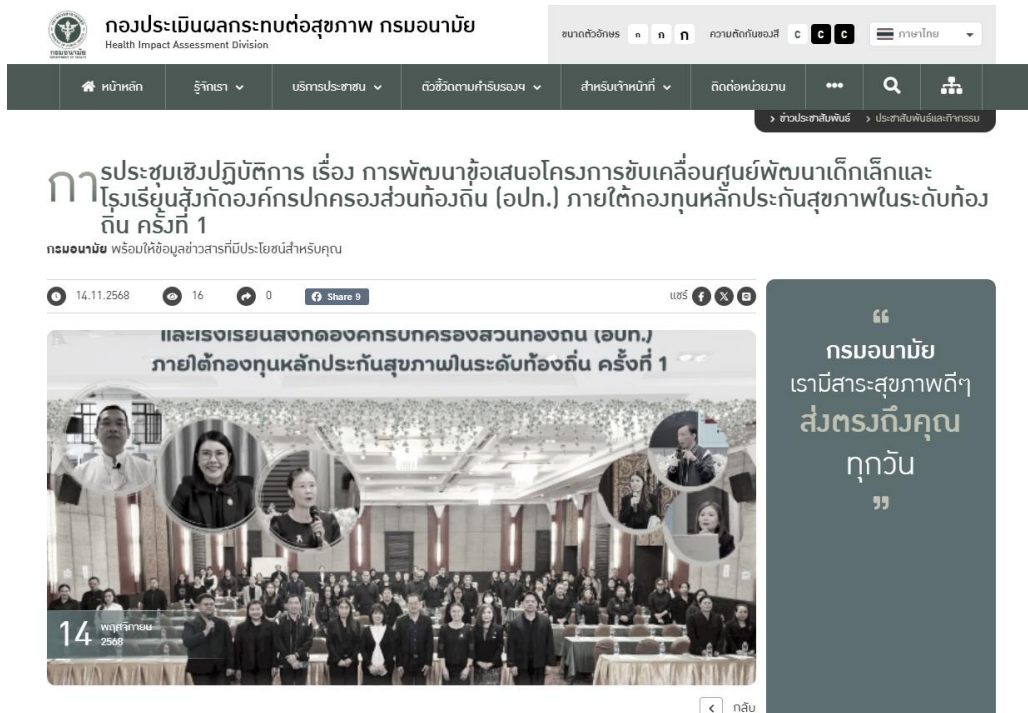 กองประเมินผลกระทบต่อสุขภาพ กรมอนามัย
Health Impact Assessment Division
กรมอนามัย
ขนาดตัวอักษร ก ก ก ความตัดกันของสี C C C ภาษาไทย
หน้าหลัก รู้จักเรา บริการประชาชน ตัวชี้วัดตามคำรับรองฯ สำหรับเจ้าหน้าที่ ติดต่อหน่วยงาน
ข่าวประชาสัมพันธ์ ประชาสัมพันธ์และกิจกรรม
การประชุมเชิงปฏิบัติการ เรื่อง การพัฒนาข้อเสนอโครงการขับเคลื่อนศูนย์พัฒนาเด็กเล็กและ
โรงเรียนสังกัดองค์กรปกครองส่วนท้องถิ่น (อปท.) ภายใต้กองทุนหลักประกันสุขภาพในระดับท้อง
ถิ่น ครั้งที่ 1
กรมอนามัย พร้อมให้ข้อมูลข่าวสารที่มีประโยชน์สำหรับคุณ
14.11.2568 16 0 Share 9 แชร์
และโรงเรียนสังกัดองค์กรปกครองส่วนท้องถิ่น (อปท.)
ภายใต้กองทุนหลักประกันสุขภาพในระดับท้องถิ่น ครั้งที่ 1
14 พฤศจิกายน
2568
“
กรมอนามัย
เรามีสาระสุขภาพดีๆ
ส่งตรงถึงคุณ
ทุกวัน
”
กลับ